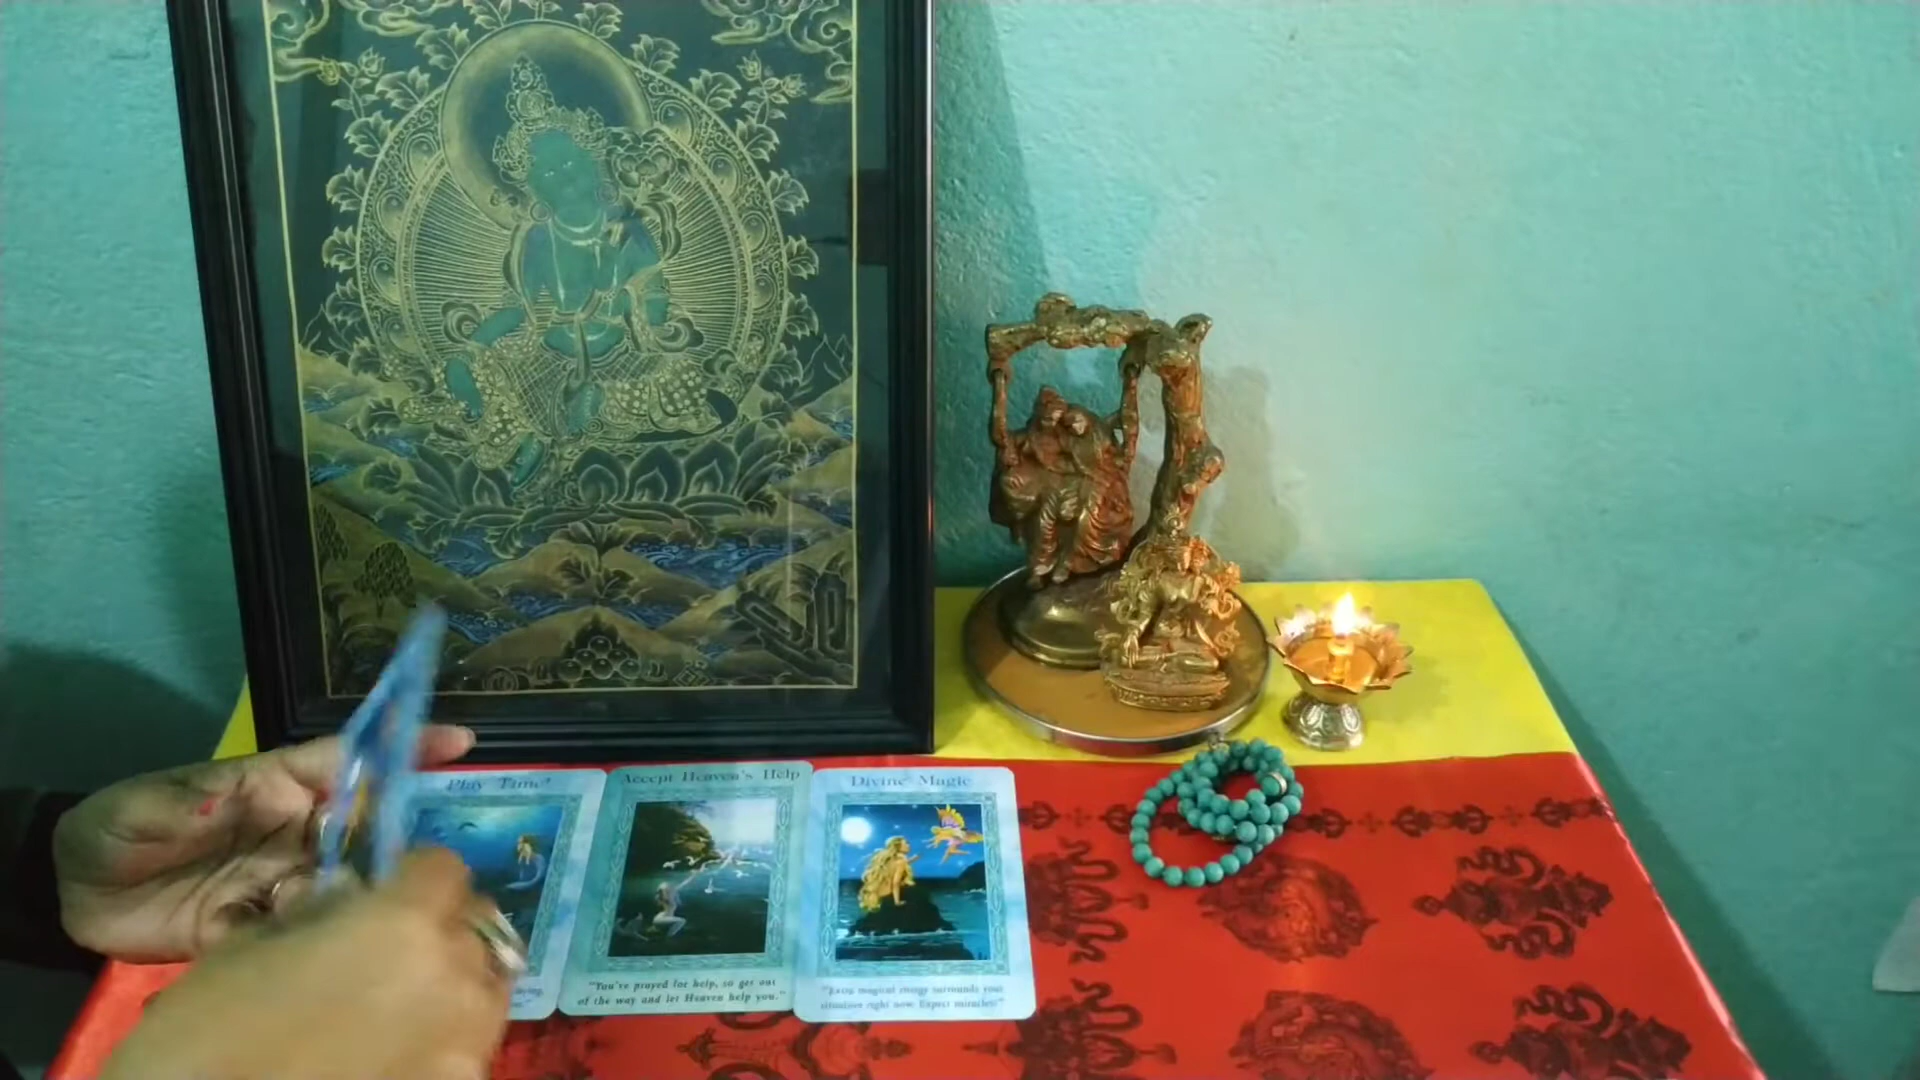 Play Time!
Accept Heaven's Help
Divine Magic
"You've prayed for help, so get out
of the way and let Heaven help you."
"Extra magical energy surrounds your
situation right now. Expect miracles!"